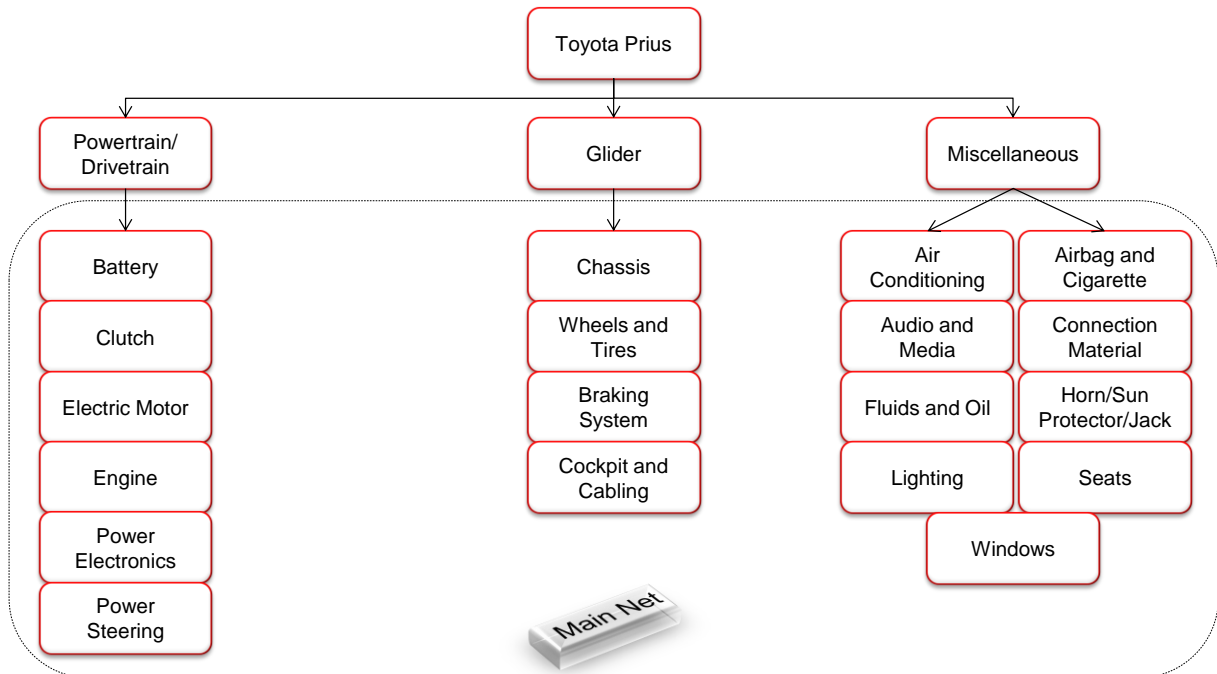 Toyota Prius
Powertrain/
Drivetrain
Glider
Miscellaneous
Battery
Clutch
Electric Motor
Engine
Power
Electronics
Power
Steering
Chassis
Wheels and
Tires
Braking
System
Cockpit and
Cabling
Air
Conditioning
Airbag and
Cigarette
Audio and
Media
Connection
Material
Fluids and Oil
Horn/Sun
Protector/Jack
Lighting
Seats
Windows
Main Net